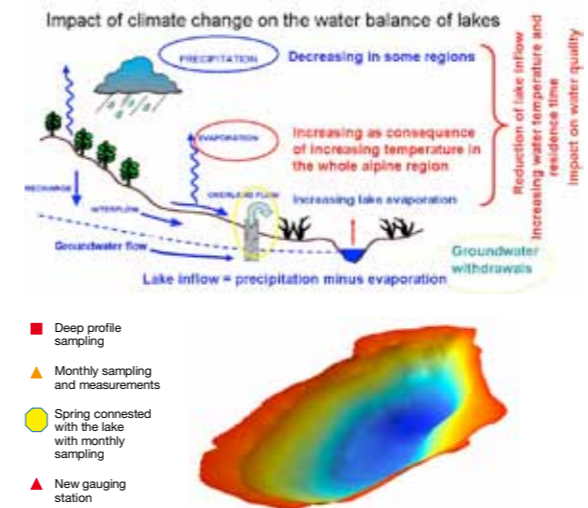 Impact of climate change on the water balance of lakes
PRECIPITATION
Decreasing in some regions
EVAPORATION
Increasing as consequence
of increasing temperature in
the whole alpine region
RECHARGE
INTERFLOW
OVERLAND FLOW
Increasing lake evaporation
Groundwater flow
Lake inflow = precipitation minus evaporation
Groundwater
withdrawals
Reduction of lake inflow
Increasing water temperature and
residence time
Impact on water quality
Deep profile
sampling
Monthly sampling
and measurements
Spring connested
with the lake
with monthly
sampling
New gauging
station